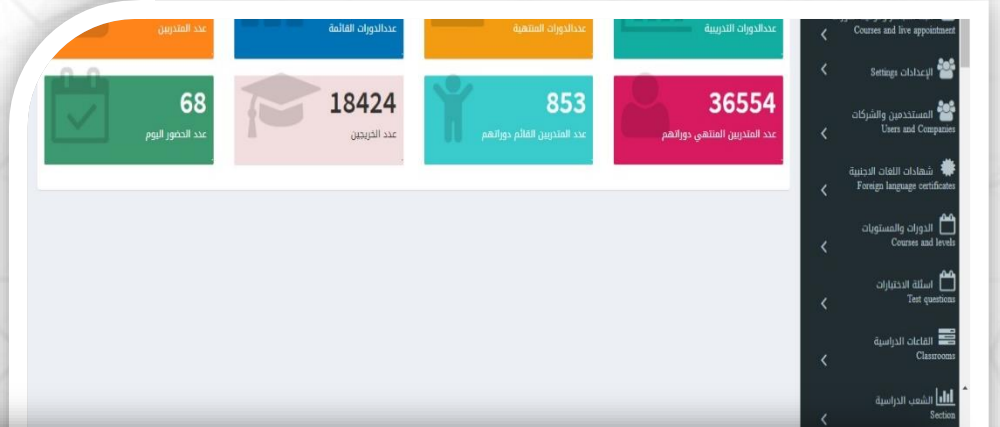 عدد المتدربين
عددالدورات القائمة
عددالدورات المنتهية
عددالدورات التدريبية
68
عدد الحضور اليوم
18424
عدد الخريجين
853
عدد المتدربين القائم دوراتهم
36554
عدد المتدربين المنتهي دوراتهم
Courses and live appointment
الإعدادات Settings
المستخدمين والشركات
Users and Companies
شهادات اللغات الاجنبية
Foreign language certificates
الدورات والمستويات
Courses and levels
اسئلة الاختبارات
Test questions
القاعات الدراسية
Classrooms
الشعب الدراسية
Section